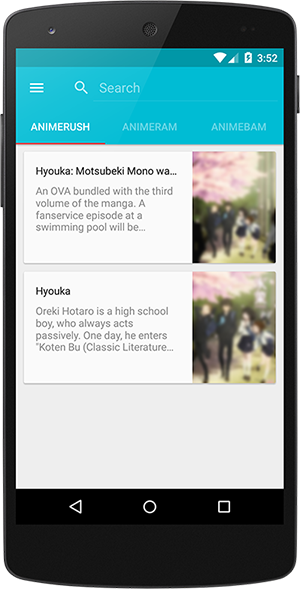 3:52
Search
ANIMERUSH ANIMERAM ANIMEBAM
Hyouka: Motsubeki Mono wa...
An OVA bundled with the third
volume of the manga. A
fanservice episode at a
swimming pool will be...
Hyouka
Oreki Hotaro is a high school
boy, who always acts
passively. One day, he enters
"Koten Bu (Classic Literature...